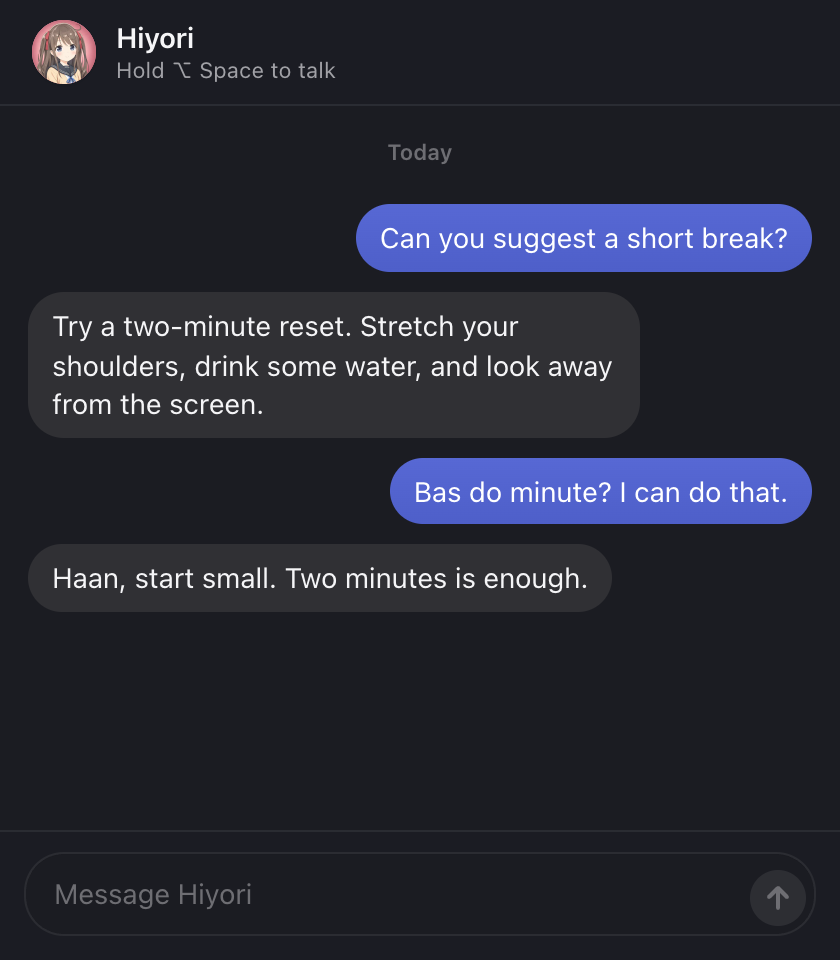 Hiyori
Hold ⌥ Space to talk
Today
Can you suggest a short break?
Try a two-minute reset. Stretch your
shoulders, drink some water, and look away
from the screen.
Bas do minute? I can do that.
Haan, start small. Two minutes is enough.
Message Hiyori